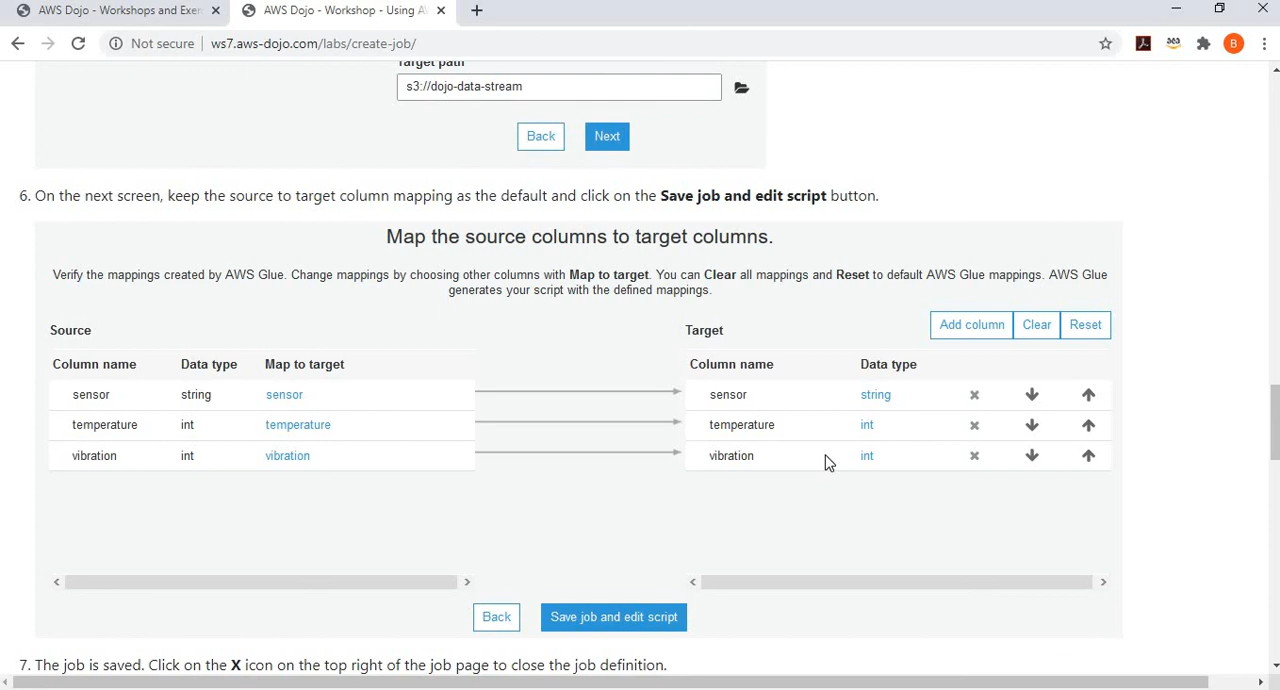 AWS Dojo - Workshops and Exer
AWS Dojo - Workshop - Using A
Not secure ws7.aws-dojo.com/labs/create-job/
B
Target path
s3://dojo-data-stream
Back Next
6. On the next screen, keep the source to target column mapping as the default and click on the Save job and edit script button.
Map the source columns to target columns.
Verify the mappings created by AWS Glue. Change mappings by choosing other columns with Map to target. You can Clear all mappings and Reset to default AWS Glue mappings. AWS Glue
generates your script with the defined mappings.
Add column Clear Reset
Source Target
Column name Data type Map to target Column name Data type
sensor string sensor sensor string
temperature int temperature temperature int
vibration int vibration vibration int
Back Save job and edit script
7. The job is saved. Click on the X icon on the top right of the job page to close the job definition.